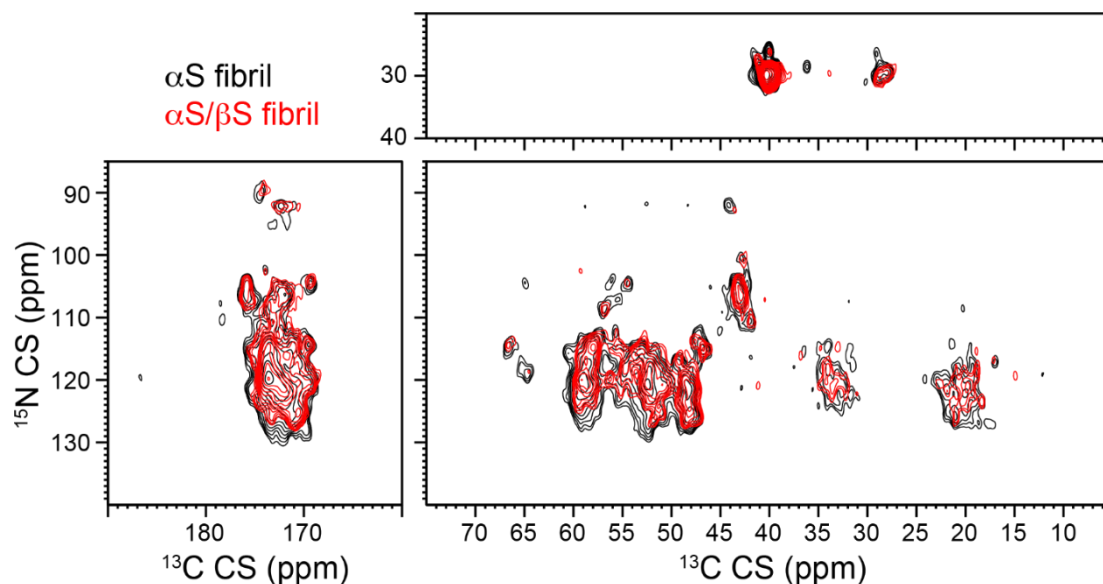 αS fibril
αS/βS fibril
30
40
90
100
110
120
130
¹⁵N CS (ppm)
180 170
¹³C CS (ppm)
70 65 60 55 50 45 40 35 30 25 20 15 10
¹³C CS (ppm)